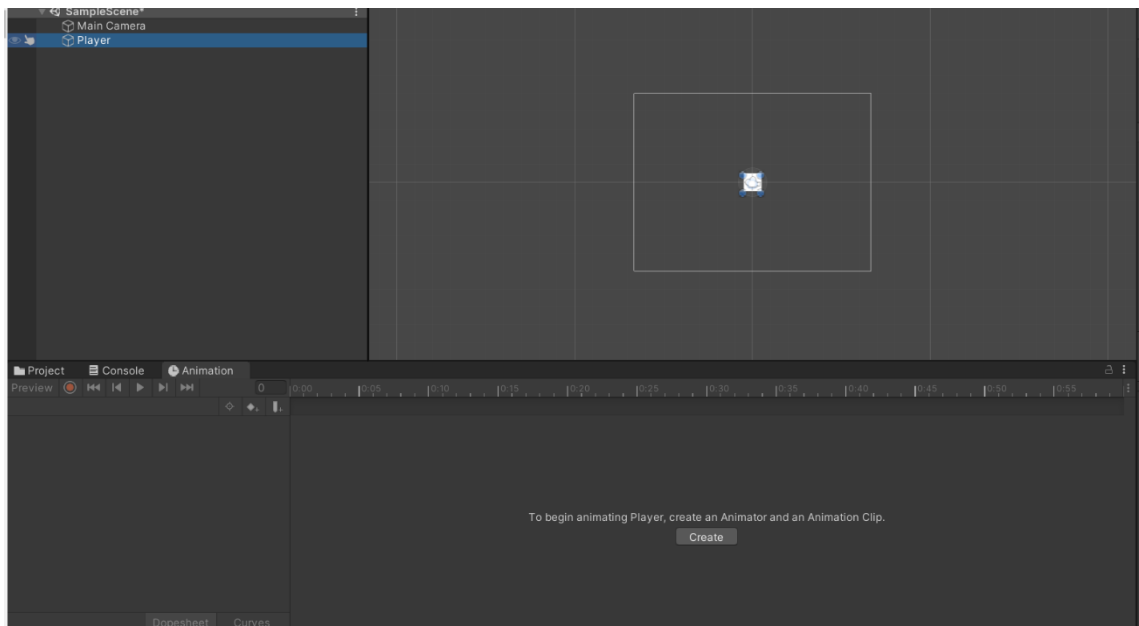 SampleScene*
Main Camera
Player
Project Console Animation
Preview 0 0:00 0:05 0:10 0:15 0:20 0:25 0:30 0:35 0:40 0:45 0:50 0:55
To begin animating Player, create an Animator and an Animation Clip.
Create
Dopesheet Curves